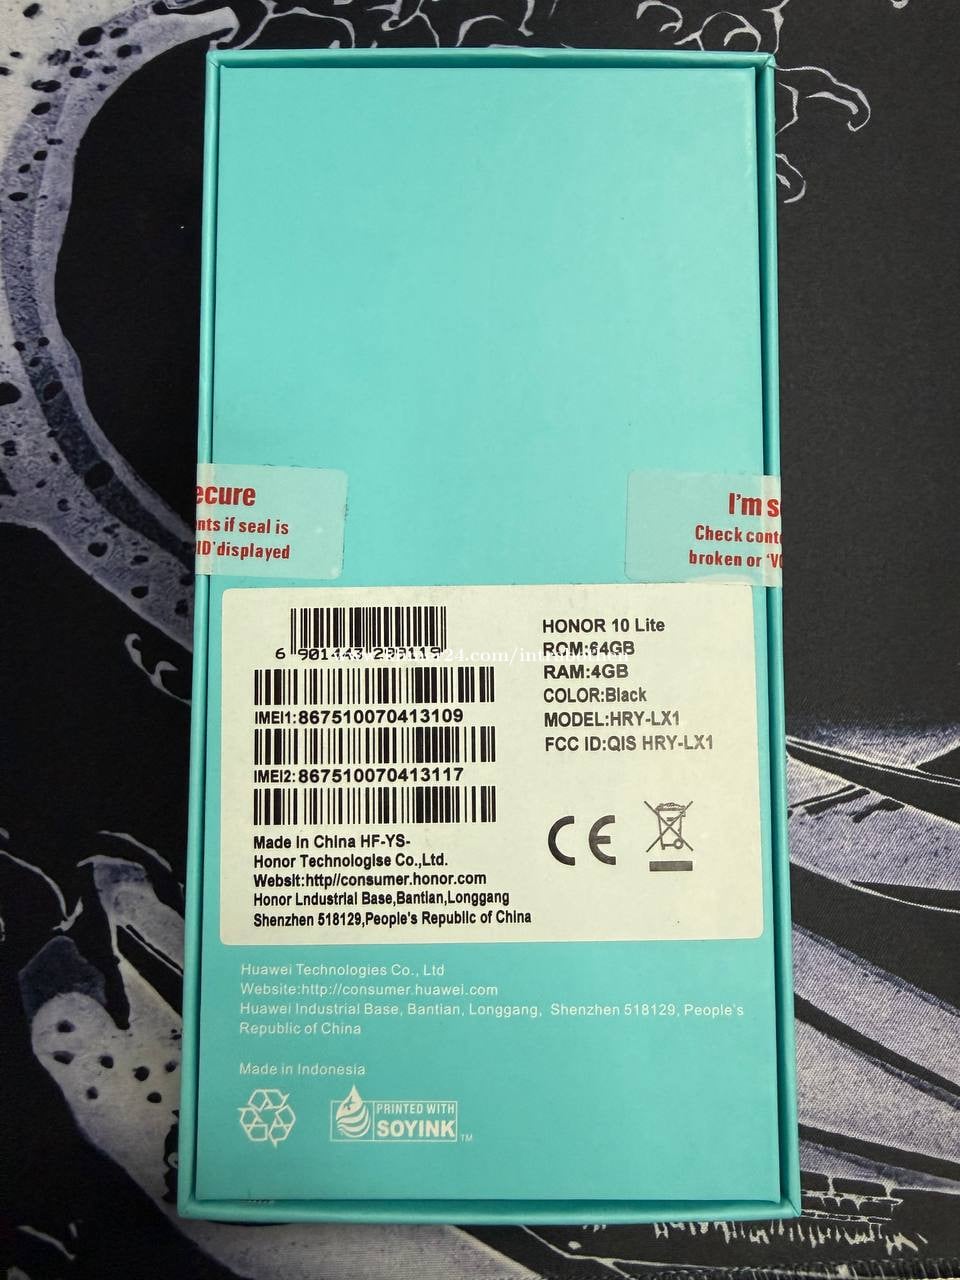 ecure
nts if seal is
ID' displayed
I'm s
Check cont
broken or 'VO
HONOR 10 Lite
ROM:64GB
RAM:4GB
COLOR:Black
MODEL:HRY-LX1
FCC ID:QIS HRY-LX1
IMEI1:867510070413109
IMEI2:867510070413117
Made in China HF-YS-
Honor Technologise Co.,Ltd.
Websit:http//consumer.honor.com
Honor Lndustrial Base,Bantian,Longgang
Shenzhen 518129,People's Republic of China
CE
Huawei Technologies Co., Ltd
Website:http://consumer.huawei.com
Huawei Industrial Base, Bantian, Longgang, Shenzhen 518129, People's
Republic of China
Made in Indonesia
PRINTED WITH
SOYINK TM